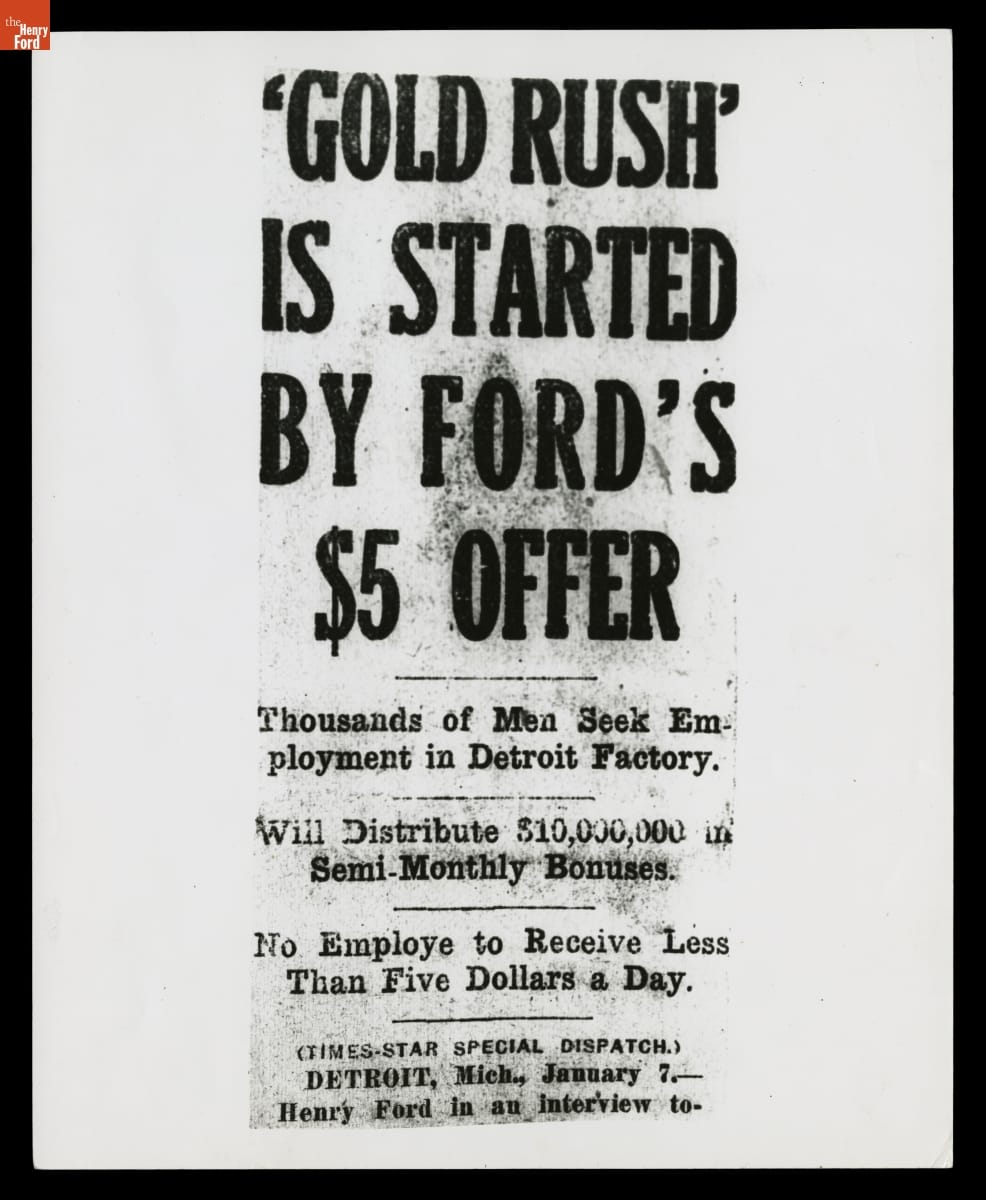 the
Henry
Ford
‘GOLD RUSH’
IS STARTED
BY FORD’S
$5 OFFER
Thousands of Men Seek Em-
ployment in Detroit Factory.
Will Distribute $10,000,000 in
Semi-Monthly Bonuses.
No Employe to Receive Less
Than Five Dollars a Day.
(TIMES-STAR SPECIAL DISPATCH.)
DETROIT, Mich., January 7.—
Henry Ford in an interview to-